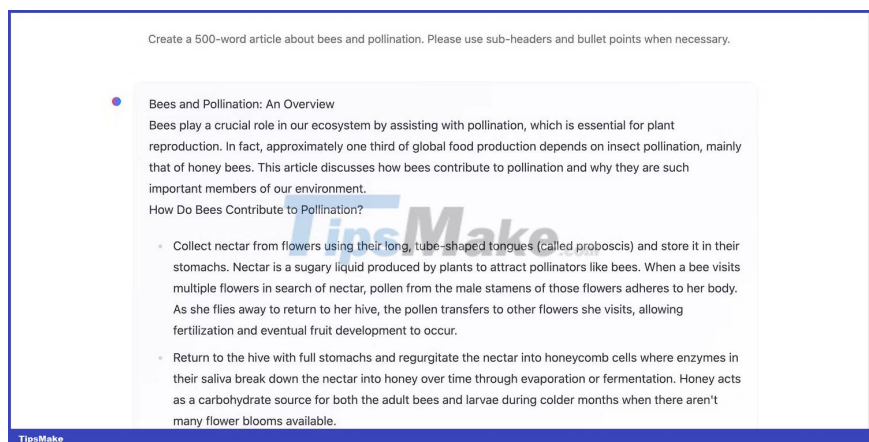 Create a 500-word article about bees and pollination. Please use sub-headers and bullet points when necessary.
Bees and Pollination: An Overview
Bees play a crucial role in our ecosystem by assisting with pollination, which is essential for plant
reproduction. In fact, approximately one third of global food production depends on insect pollination, mainly
that of honey bees. This article discusses how bees contribute to pollination and why they are such
important members of our environment.
How Do Bees Contribute to Pollination?
TipsMake.com
Collect nectar from flowers using their long, tube-shaped tongues (called proboscis) and store it in their
stomachs. Nectar is a sugary liquid produced by plants to attract pollinators like bees. When a bee visits
multiple flowers in search of nectar, pollen from the male stamens of those flowers adheres to her body.
As she flies away to return to her hive, the pollen transfers to other flowers she visits, allowing
fertilization and eventual fruit development to occur.
Return to the hive with full stomachs and regurgitate the nectar into honeycomb cells where enzymes in
their saliva break down the nectar into honey over time through evaporation or fermentation. Honey acts
as a carbohydrate source for both the adult bees and larvae during colder months when there aren't
many flower blooms available.
TipsMake